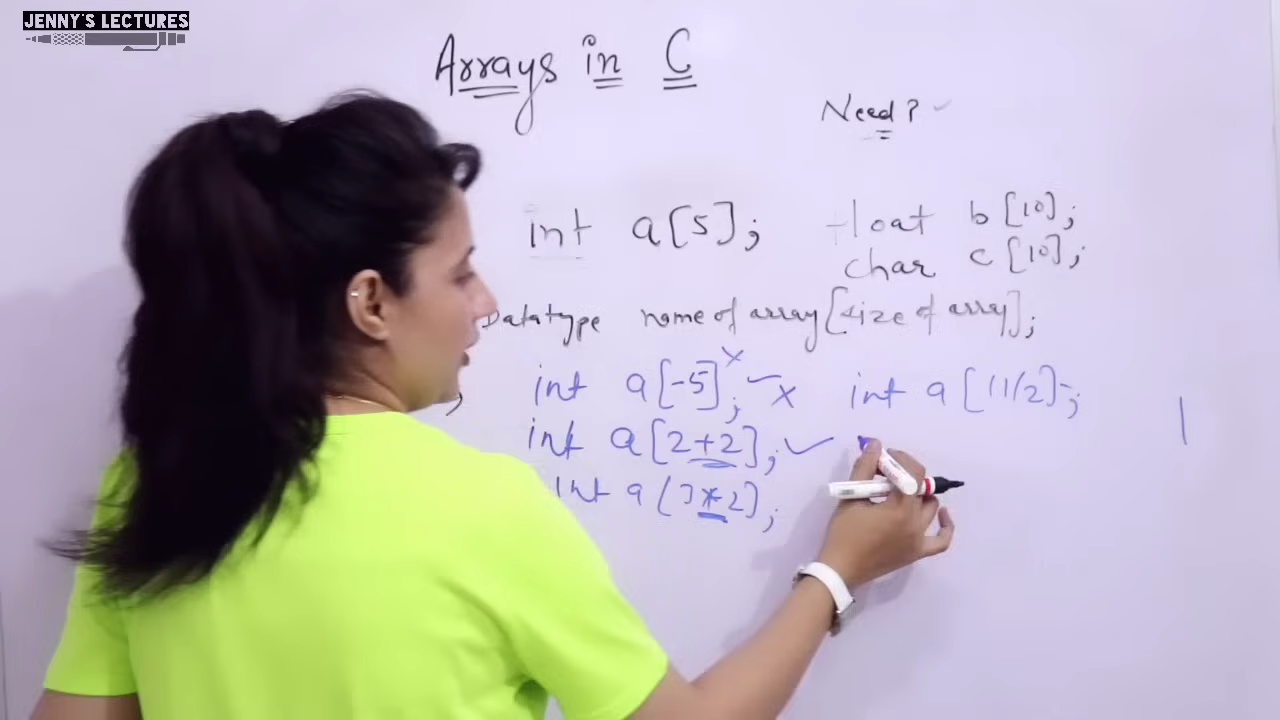 JENNY'S LECTURES
Arrays in C
Need?
int a[5]; float b[10];
char c[10];
Datatype name of array[size of array];
int a[-5]; int a[11/2];
int a[2+2];
int a[3*2];